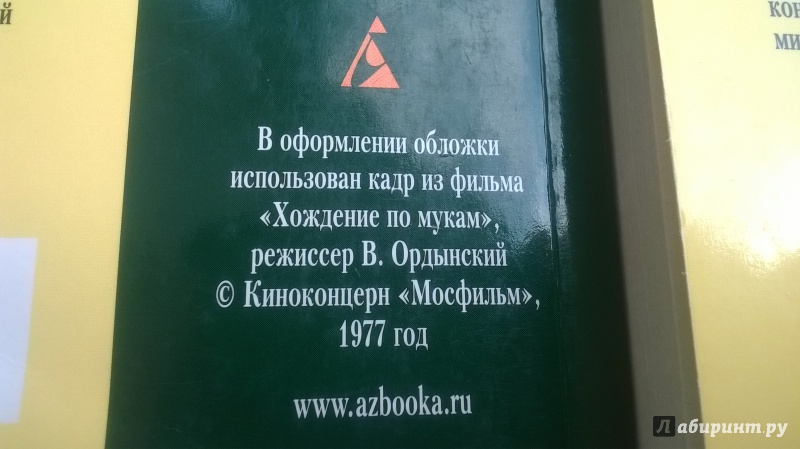 В оформлении обложки
использован кадр из фильма
«Хождение по мукам»,
режиссер В. Ордынский
© Киноконцерн «Мосфильм»,
1977 год
www.azbooka.ru
Лабиринт.ру